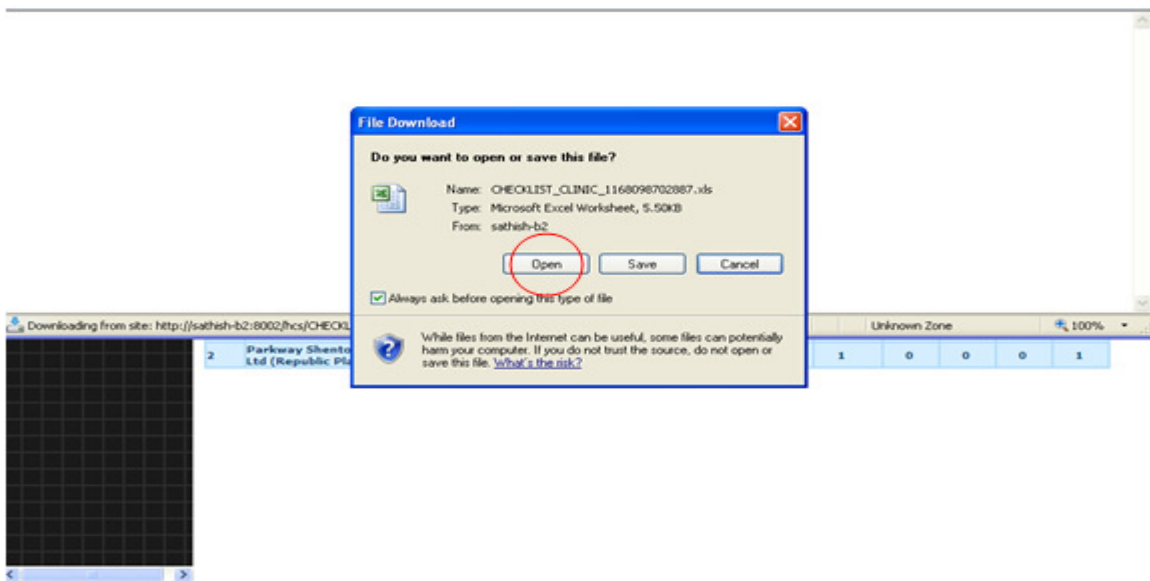 File Download
Do you want to open or save this file?
Name: CHECKLIST_CLINIC_1168098702887.xls
Type: Microsoft Excel Worksheet, 5.50KB
From: sathish-b2
Open Save Cancel
Always ask before opening this type of file
While files from the Internet can be useful, some files can potentially
harm your computer. If you do not trust the source, do not open or
save this file. What's the risk?
Downloading from site: http://sathish-b2:8002/hcs/CHECKL
Unknown Zone
100%
2 Parkway Shento 1 0 0 0 1
Ltd (Republic Pla